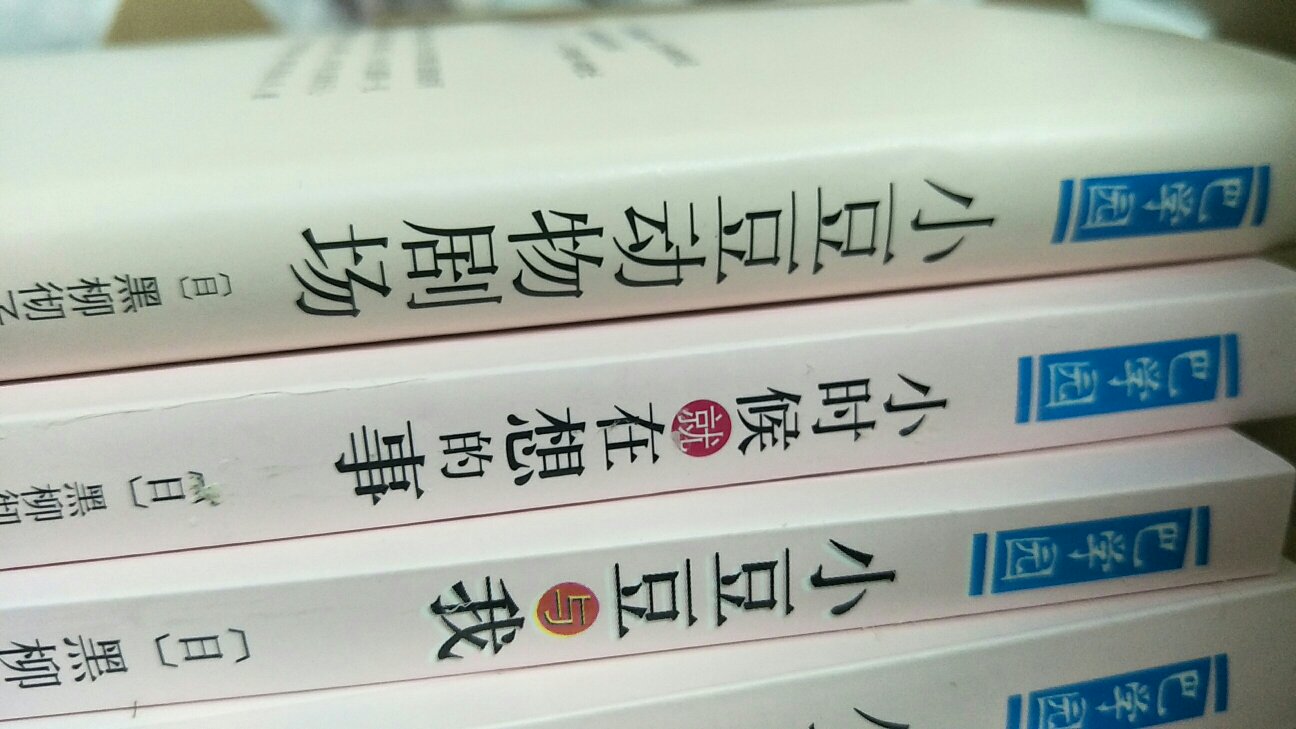 巴学园
小豆豆动物剧场
〔日〕黑柳彻子
巴学园
小时候就在想的事
〔日〕黑柳彻
巴学园
小豆豆与我
〔日〕黑柳
巴学园
小